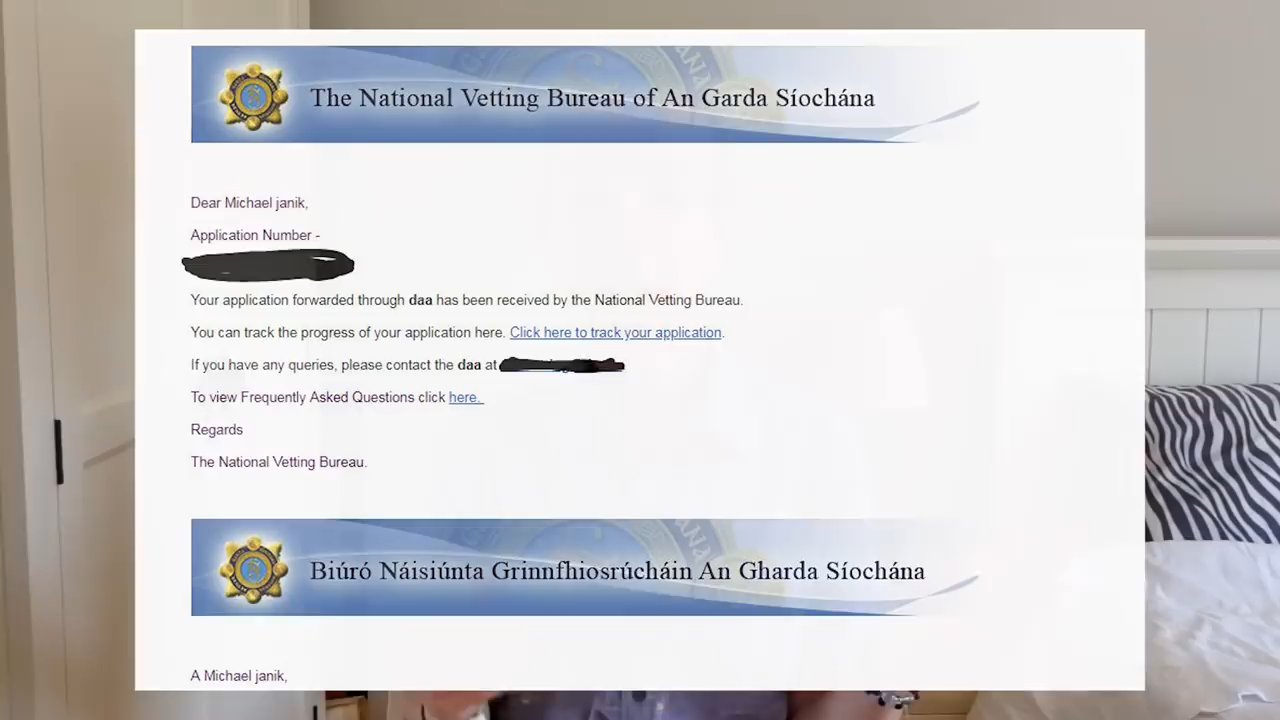 The National Vetting Bureau of An Garda Síochána
Dear Michael janik,
Application Number -
Your application forwarded through daa has been received by the National Vetting Bureau.
You can track the progress of your application here. Click here to track your application.
If you have any queries, please contact the daa at
To view Frequently Asked Questions click here.
Regards
The National Vetting Bureau.
Biúró Náisiúnta Grinnfhiosrúcháin An Gharda Síochána
A Michael janik,